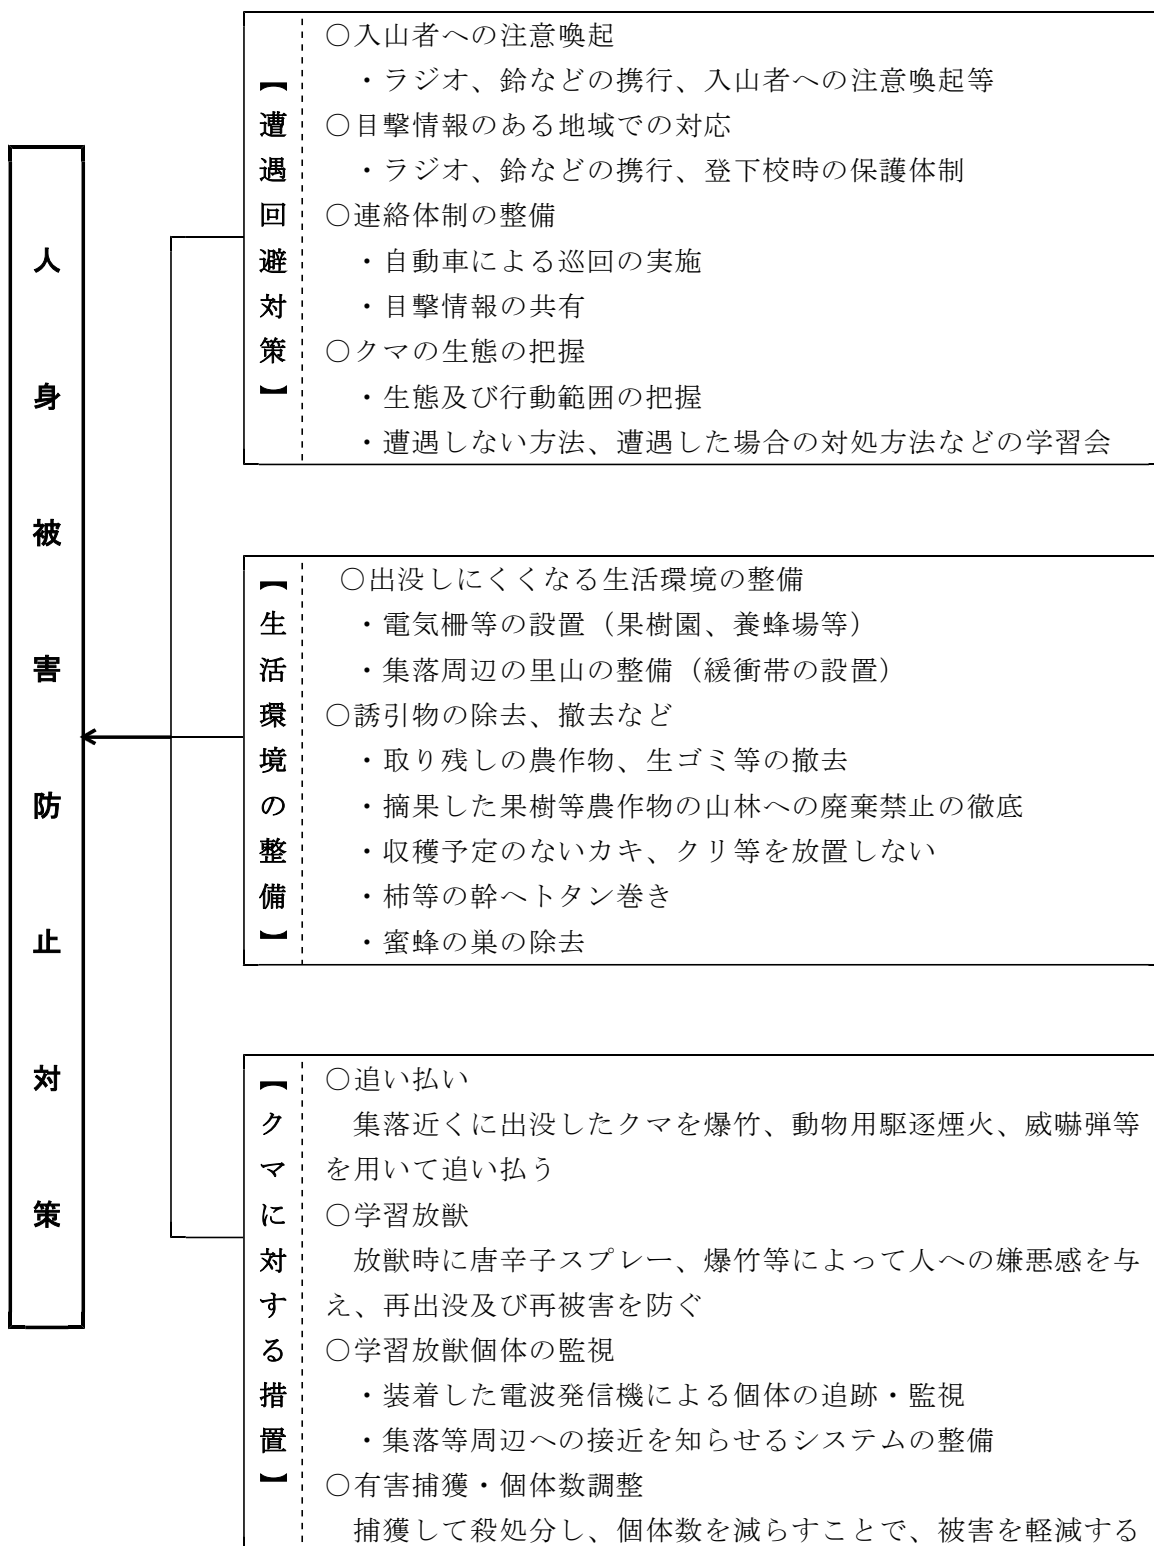 人身被害防止対策
【遭遇回避対策】
○入山者への注意喚起
・ラジオ、鈴などの携行、入山者への注意喚起等
○目撃情報のある地域での対応
・ラジオ、鈴などの携行、登下校時の保護体制
○連絡体制の整備
・自動車による巡回の実施
・目撃情報の共有
○クマの生態の把握
・生態及び行動範囲の把握
・遭遇しない方法、遭遇した場合の対処方法などの学習会
【生活環境の整備】
○出没しにくくなる生活環境の整備
・電気柵等の設置（果樹園、養蜂場等）
・集落周辺の里山の整備（緩衝帯の設置）
○誘引物の除去、撤去など
・取り残しの農作物、生ゴミ等の撤去
・摘果した果樹等農作物の山林への廃棄禁止の徹底
・収穫予定のないカキ、クリ等を放置しない
・柿等の幹へトタン巻き
・蜜蜂の巣の除去
【クマに対する措置】
○追い払い
集落近くに出没したクマを爆竹、動物用駆逐煙火、威嚇弾等
を用いて追い払う
○学習放獣
放獣時に唐辛子スプレー、爆竹等によって人への嫌悪感を与
え、再出没及び再被害を防ぐ
○学習放獣個体の監視
・装着した電波発信機による個体の追跡・監視
・集落等周辺への接近を知らせるシステムの整備
○有害捕獲・個体数調整
捕獲して殺処分し、個体数を減らすことで、被害を軽減する